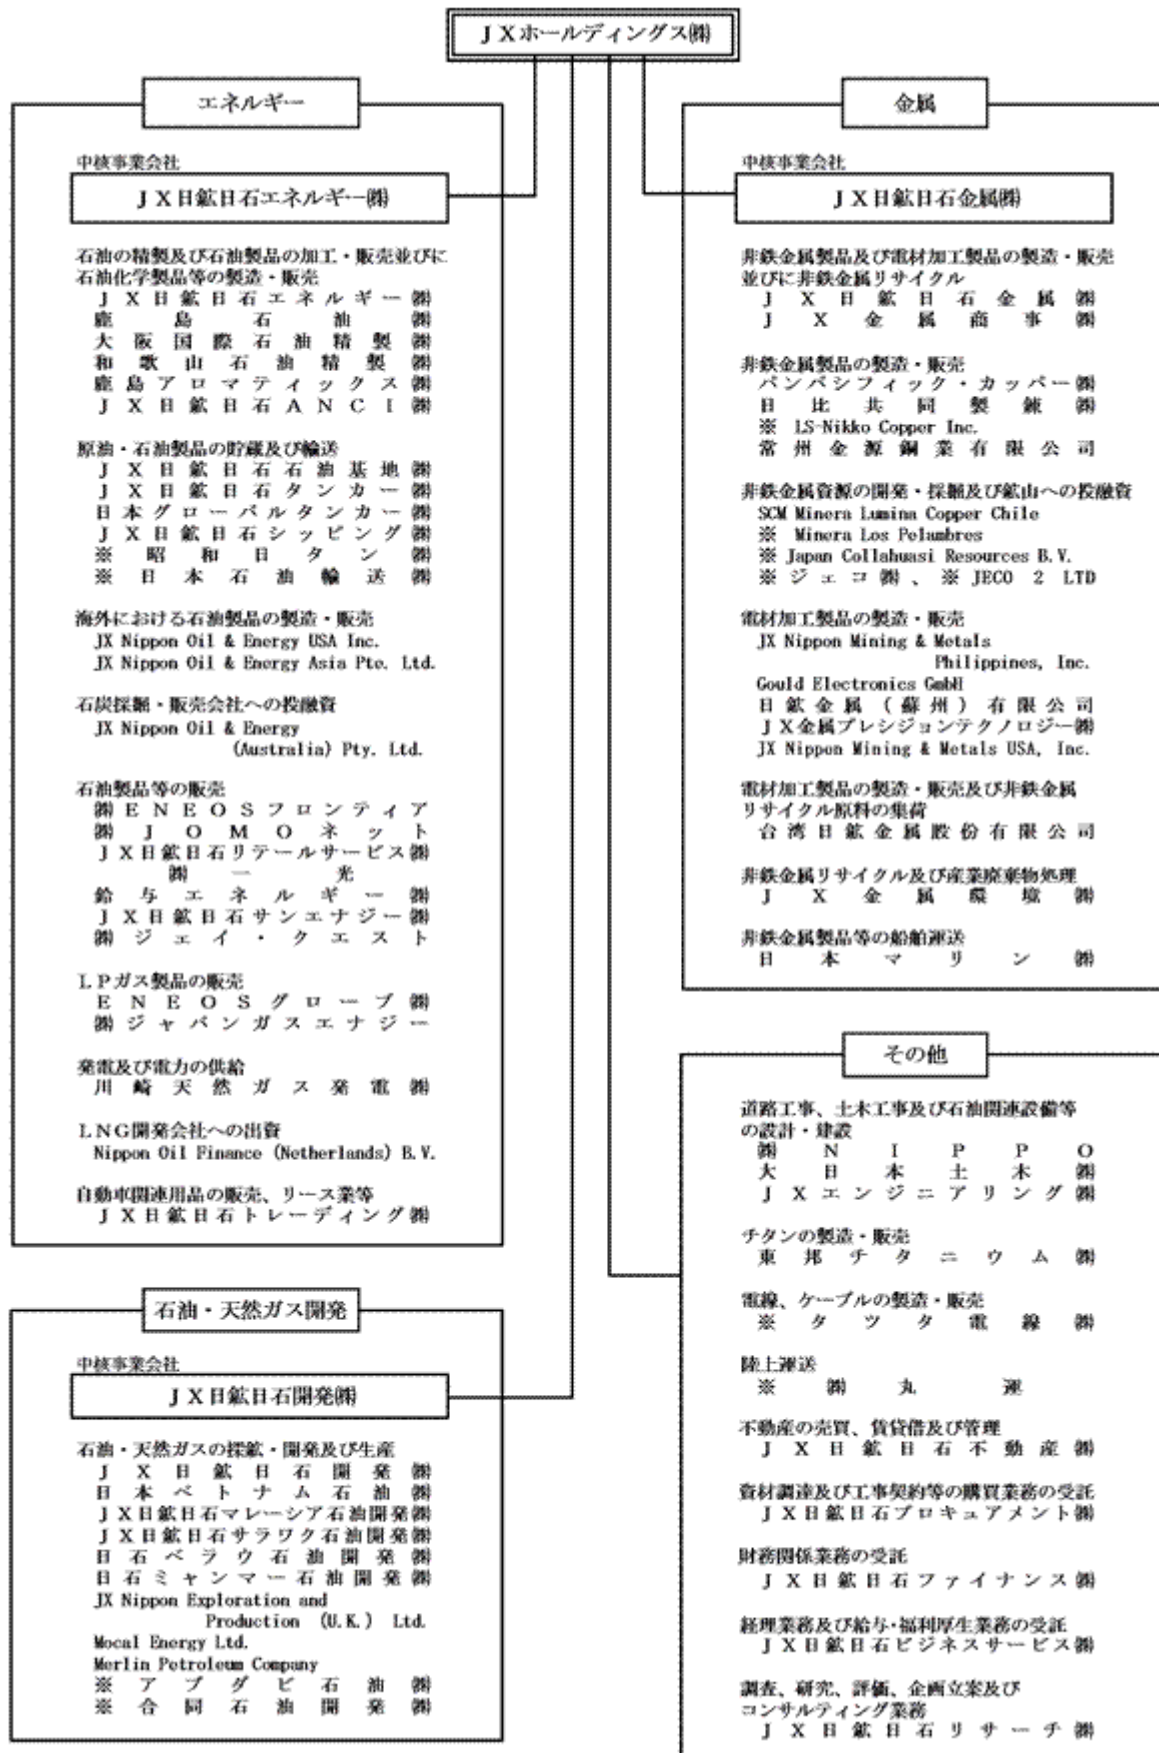 JXホールディングス㈱
エネルギー
中核事業会社
JX日鉱日石エネルギー㈱
石油の精製及び石油製品の加工・販売並びに
石油化学製品等の製造・販売
JX日鉱日石エネルギー㈱
鹿島石油㈱
大阪国際石油精製㈱
和歌山石油精製㈱
鹿島アロマティックス㈱
JX日鉱日石ANCI㈱
原油・石油製品の貯蔵及び輸送
JX日鉱日石石油基地㈱
JX日鉱日石タンカー㈱
日本グローバルタンカー㈱
JX日鉱日石シッピング㈱
※昭和日タン㈱
※日本石油輸送㈱
海外における石油製品の製造・販売
JX Nippon Oil & Energy USA Inc.
JX Nippon Oil & Energy Asia Pte. Ltd.
石炭採掘・販売会社への投融資
JX Nippon Oil & Energy
(Australia) Pty. Ltd.
石油製品等の販売
㈱ENEOSフロンティア
㈱JOMOネット
JX日鉱日石リテールサービス㈱
㈱一光
鈴与エネルギー㈱
JX日鉱日石サンエナジー㈱
㈱ジェイ・クエスト
LPガス製品の販売
ENEOSグローブ㈱
㈱ジャパンガスエナジー
発電及び電力の供給
川崎天然ガス発電㈱
LNG開発会社への出資
Nippon Oil Finance (Netherlands) B.V.
自動車関連用品の販売、リース業等
JX日鉱日石トレーディング㈱
石油・天然ガス開発
中核事業会社
JX日鉱日石開発㈱
石油・天然ガスの探鉱・開発及び生産
JX日鉱日石開発㈱
日本ベトナム石油㈱
JX日鉱日石マレーシア石油開発㈱
JX日鉱日石サラワク石油開発㈱
日石ベラウ石油開発㈱
日石ミャンマー石油開発㈱
JX Nippon Exploration and
Production (U.K.) Ltd.
Mocal Energy Ltd.
Merlin Petroleum Company
※アブダビ石油㈱
※合同石油開発㈱
金属
中核事業会社
JX日鉱日石金属㈱
非鉄金属製品及び電材加工製品の製造・販売
並びに非鉄金属リサイクル
JX日鉱日石金属㈱
JX金属商事㈱
非鉄金属製品の製造・販売
パンパシフィック・カッパー㈱
日比共同製錬㈱
※ LS-Nikko Copper Inc.
常州金源銅業有限公司
非鉄金属資源の開発・採掘及び鉱山への投融資
SCM Minera Lumina Copper Chile
※ Minera Los Pelambres
※ Japan Collahuasi Resources B.V.
※ジェコ㈱、※JECO 2 LTD
電材加工製品の製造・販売
JX Nippon Mining & Metals
Philippines, Inc.
Gould Electronics GmbH
日鉱金属（蘇州）有限公司
JX金属プレシジョンテクノロジー㈱
JX Nippon Mining & Metals USA, Inc.
電材加工製品の製造・販売及び非鉄金属
リサイクル原料の集荷
台湾日鉱金属股份有限公司
非鉄金属リサイクル及び産業廃棄物処理
JX金属環境㈱
非鉄金属製品等の船舶運送
日本マリン㈱
その他
道路工事、土木工事及び石油関連設備等
の設計・建設
㈱NIPPO
大日本土木㈱
JXエンジニアリング㈱
チタンの製造・販売
東邦チタニウム㈱
電線、ケーブルの製造・販売
※タツタ電線㈱
陸上運送
※㈱丸運
不動産の売買、賃貸借及び管理
JX日鉱日石不動産㈱
資材調達及び工事契約等の購買業務の受託
JX日鉱日石プロキュアメント㈱
財務関係業務の受託
JX日鉱日石ファイナンス㈱
経理業務及び給与・福利厚生業務の受託
JX日鉱日石ビジネスサービス㈱
調査、研究、評価、企画立案及び
コンサルティング業務
JX日鉱日石リサーチ㈱